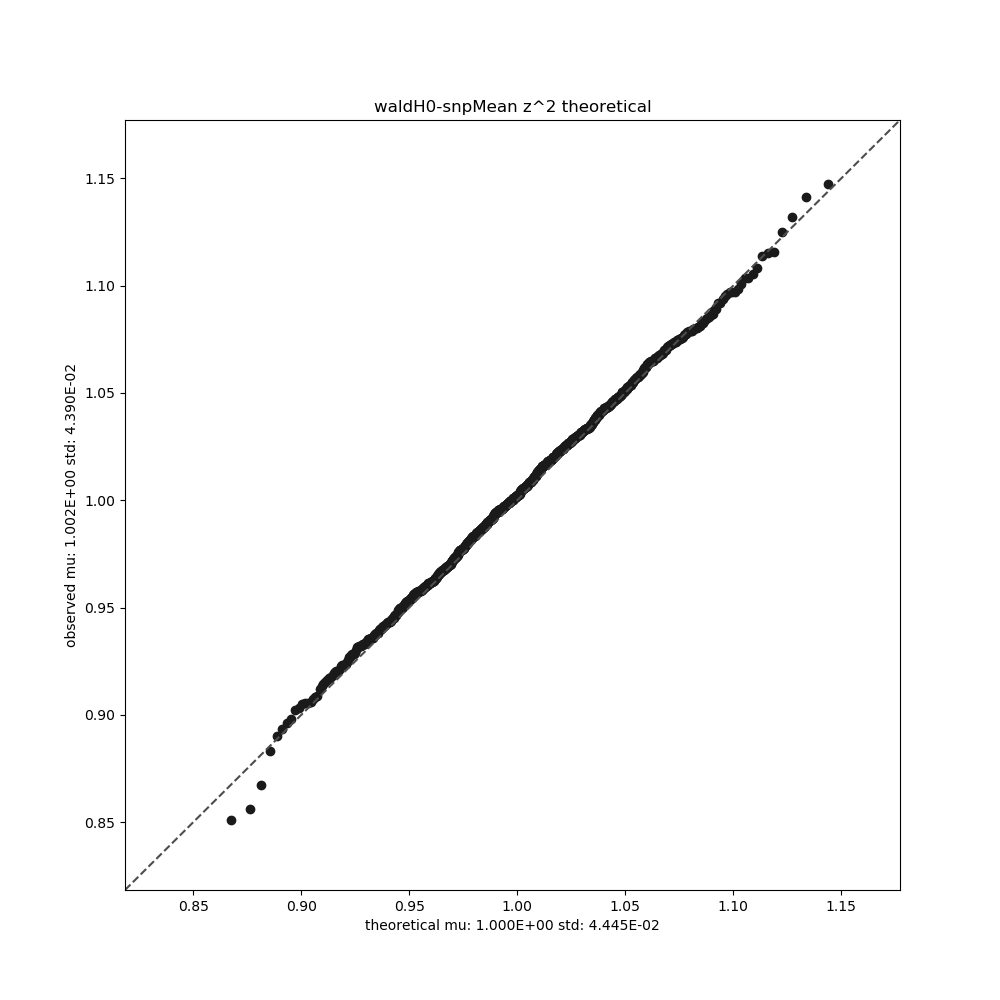 waldH0-snpMean z^2 theoretical
1.15
1.10
1.05
1.00
0.95
0.90
0.85
observed mu: 1.002E+00 std: 4.390E-02
0.85 0.90 0.95 1.00 1.05 1.10 1.15
theoretical mu: 1.000E+00 std: 4.445E-02